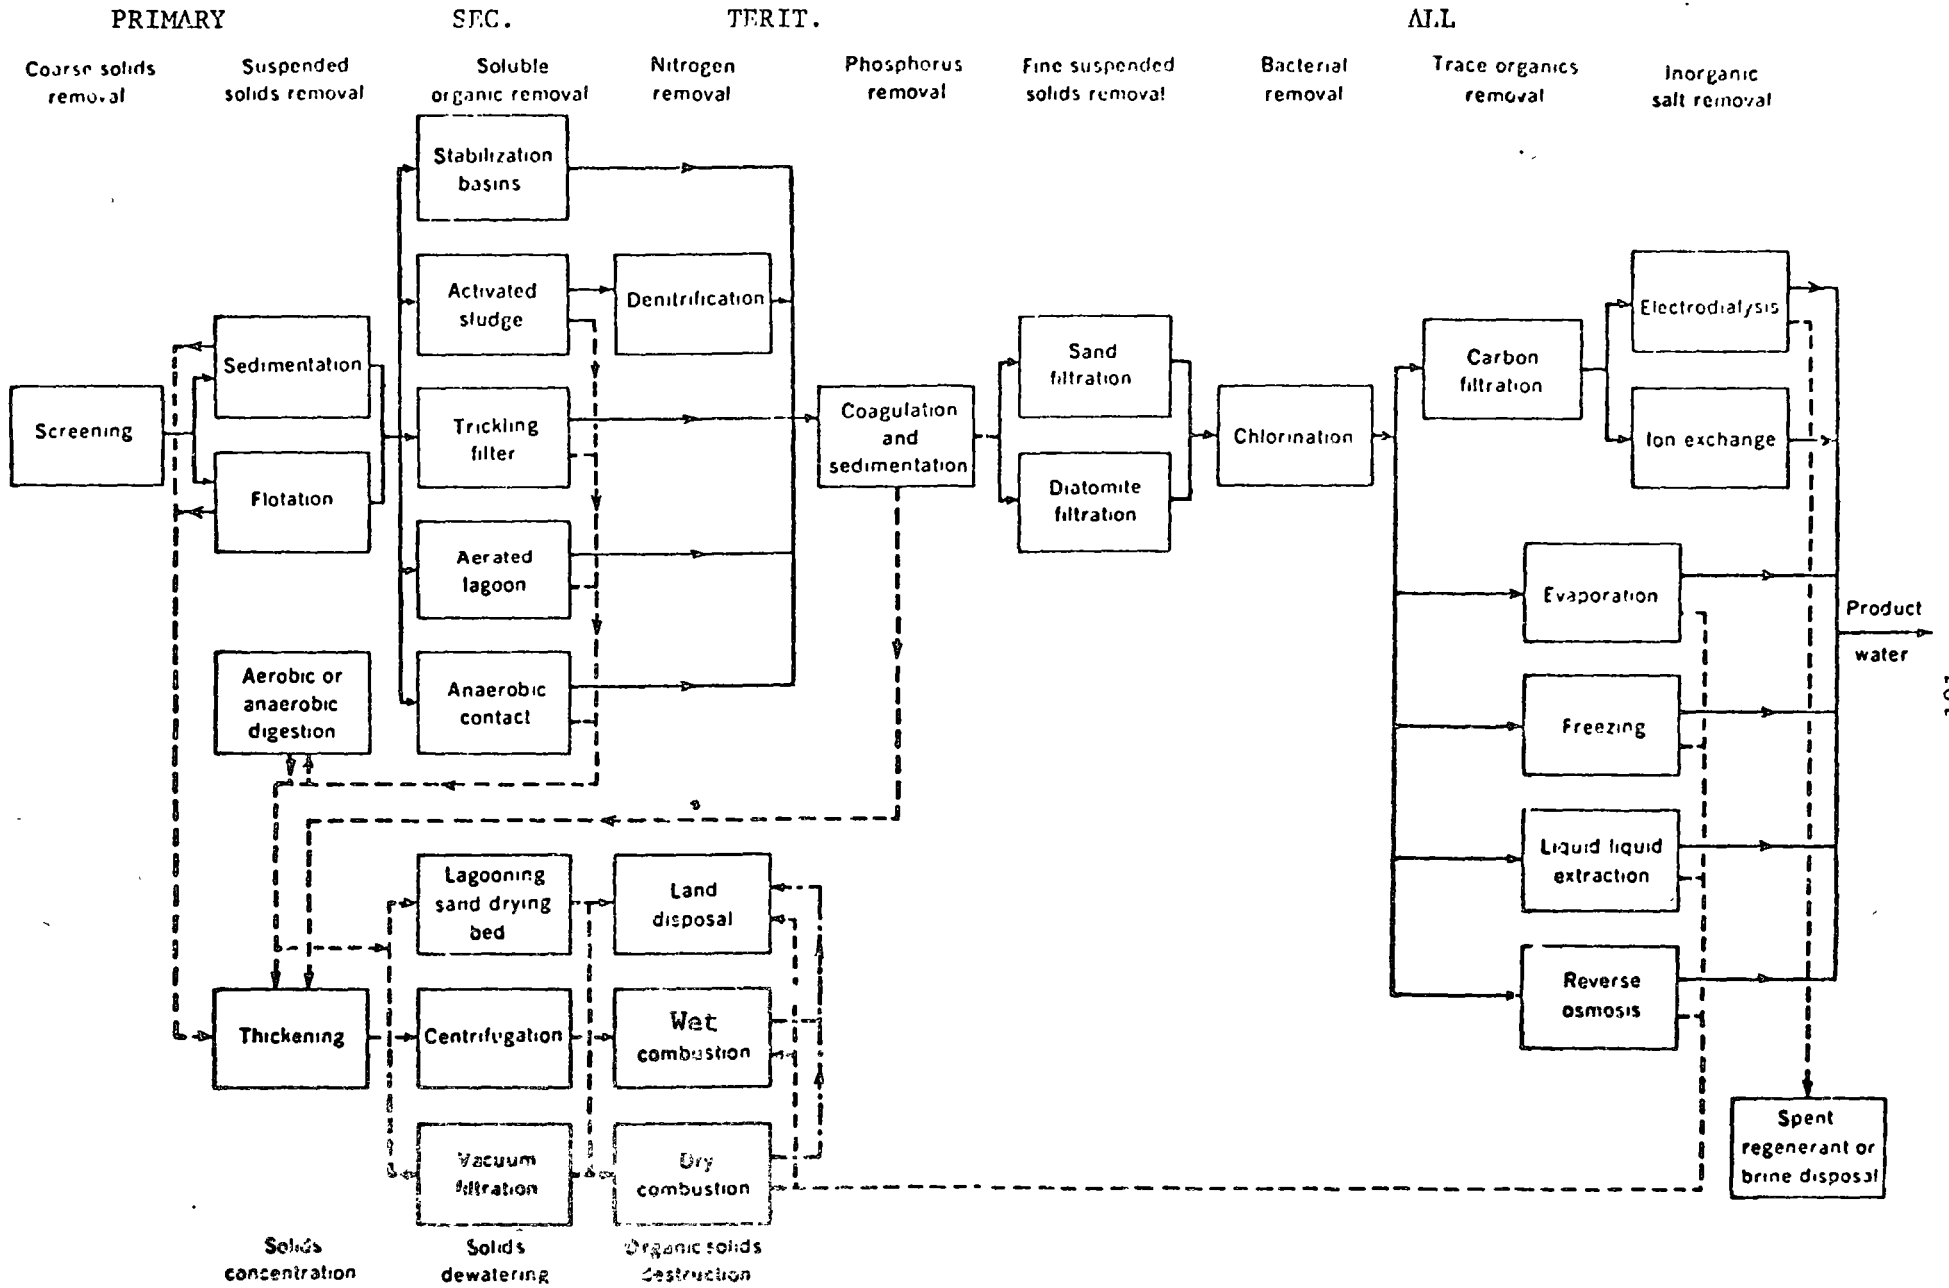 PRIMARY
SEC.
TERIT.
ALL
Coarse solids
removal
Suspended
solids removal
Soluble
organic removal
Nitrogen
removal
Phosphorus
removal
Fine suspended
solids removal
Bacterial
removal
Trace organics
removal
Inorganic
salt removal
Stabilization
basins
Activated
sludge
Denitrification
Electrodialysis
Sedimentation
Sand
filtration
Carbon
filtration
Screening
Trickling
filter
Coagulation
and
sedimentation
Chlorination
Ion exchange
Flotation
Diatomite
filtration
Aerated
lagoon
Evaporation
Product
water
Aerobic or
anaerobic
digestion
Anaerobic
contact
Freezing
Lagooning
sand drying
bed
Land
disposal
Liquid liquid
extraction
Thickening
Centrifugation
Wet
combustion
Reverse
osmosis
Vacuum
filtration
Dry
combustion
Spent
regenerant or
brine disposal
Solids
concentration
Solids
dewatering
Organic solids
destruction